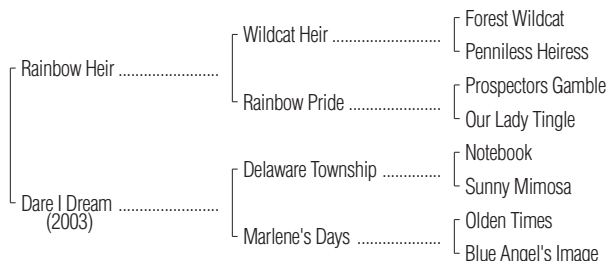 Forest Wildcat
Wildcat Heir ........................
Penniless Heiress
Rainbow Heir ......................
Prospectors Gamble
Rainbow Pride ....................
Our Lady Tingle
Notebook
Delaware Township .............
Sunny Mimosa
Dare I Dream ......................
(2003)
Olden Times
Marlene's Days ..................
Blue Angel's Image